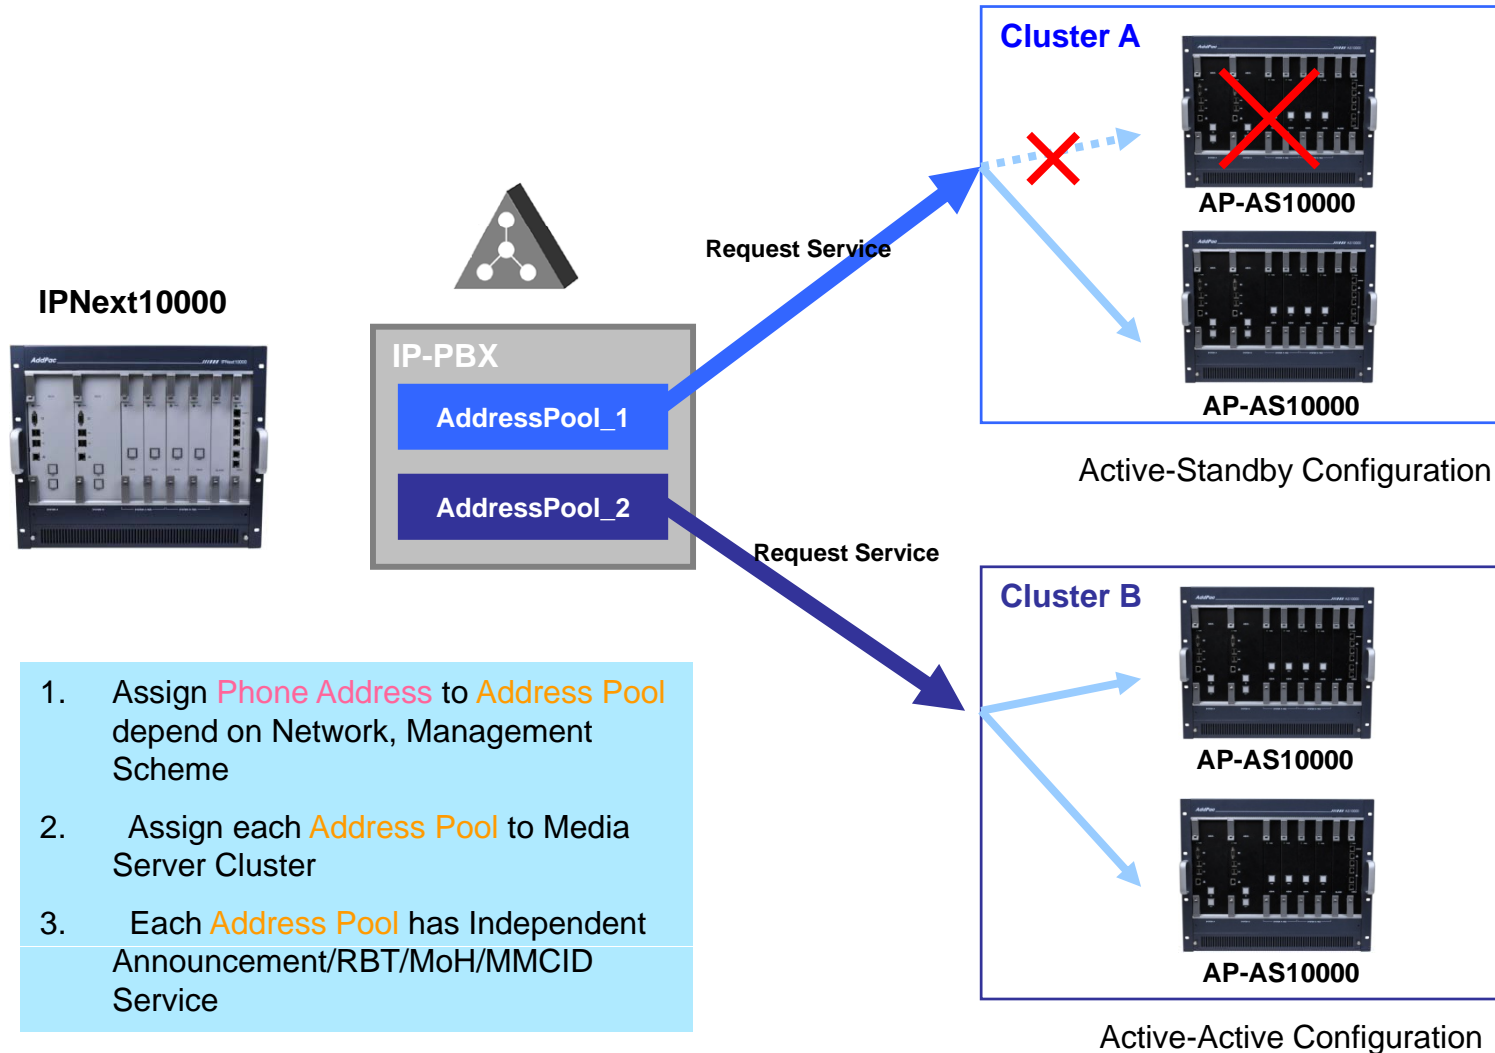 Cluster A
AP-AS10000
AP-AS10000
Active-Standby Configuration
Request Service
IPNext10000
AddPac
IPNext10000
IP-PBX
AddressPool_1
AddressPool_2
Request Service
Cluster B
AP-AS10000
AP-AS10000
Active-Active Configuration
1. Assign Phone Address to Address Pool
depend on Network, Management
Scheme
2. Assign each Address Pool to Media
Server Cluster
3. Each Address Pool has Independent
Announcement/RBT/MoH/MMCID
Service